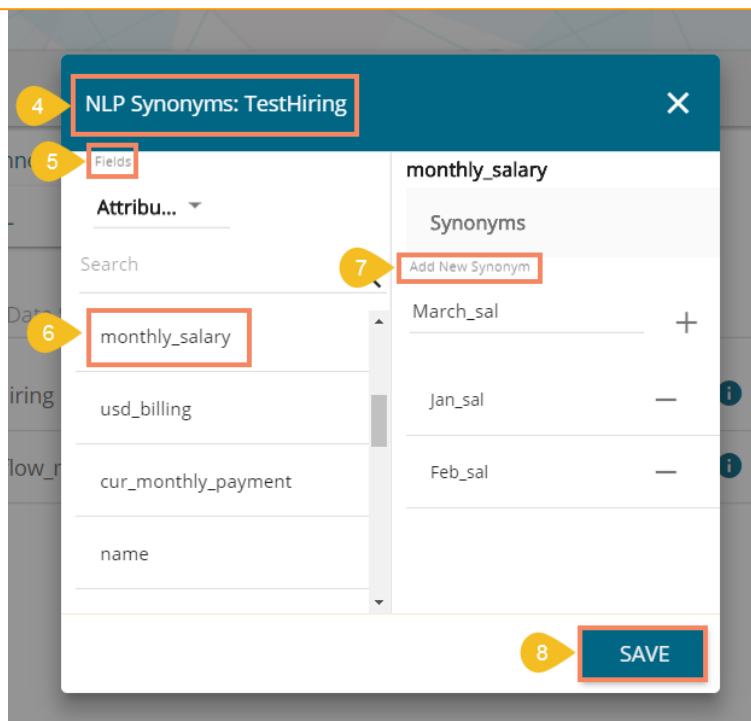 4
NLP Synonyms: TestHiring
5
Fields
Attribu...
Search
6
monthly_salary
usd_billing
cur_monthly_payment
name
monthly_salary
Synonyms
7
Add New Synonym
March_sal
Jan_sal
Feb_sal
8
SAVE
iring